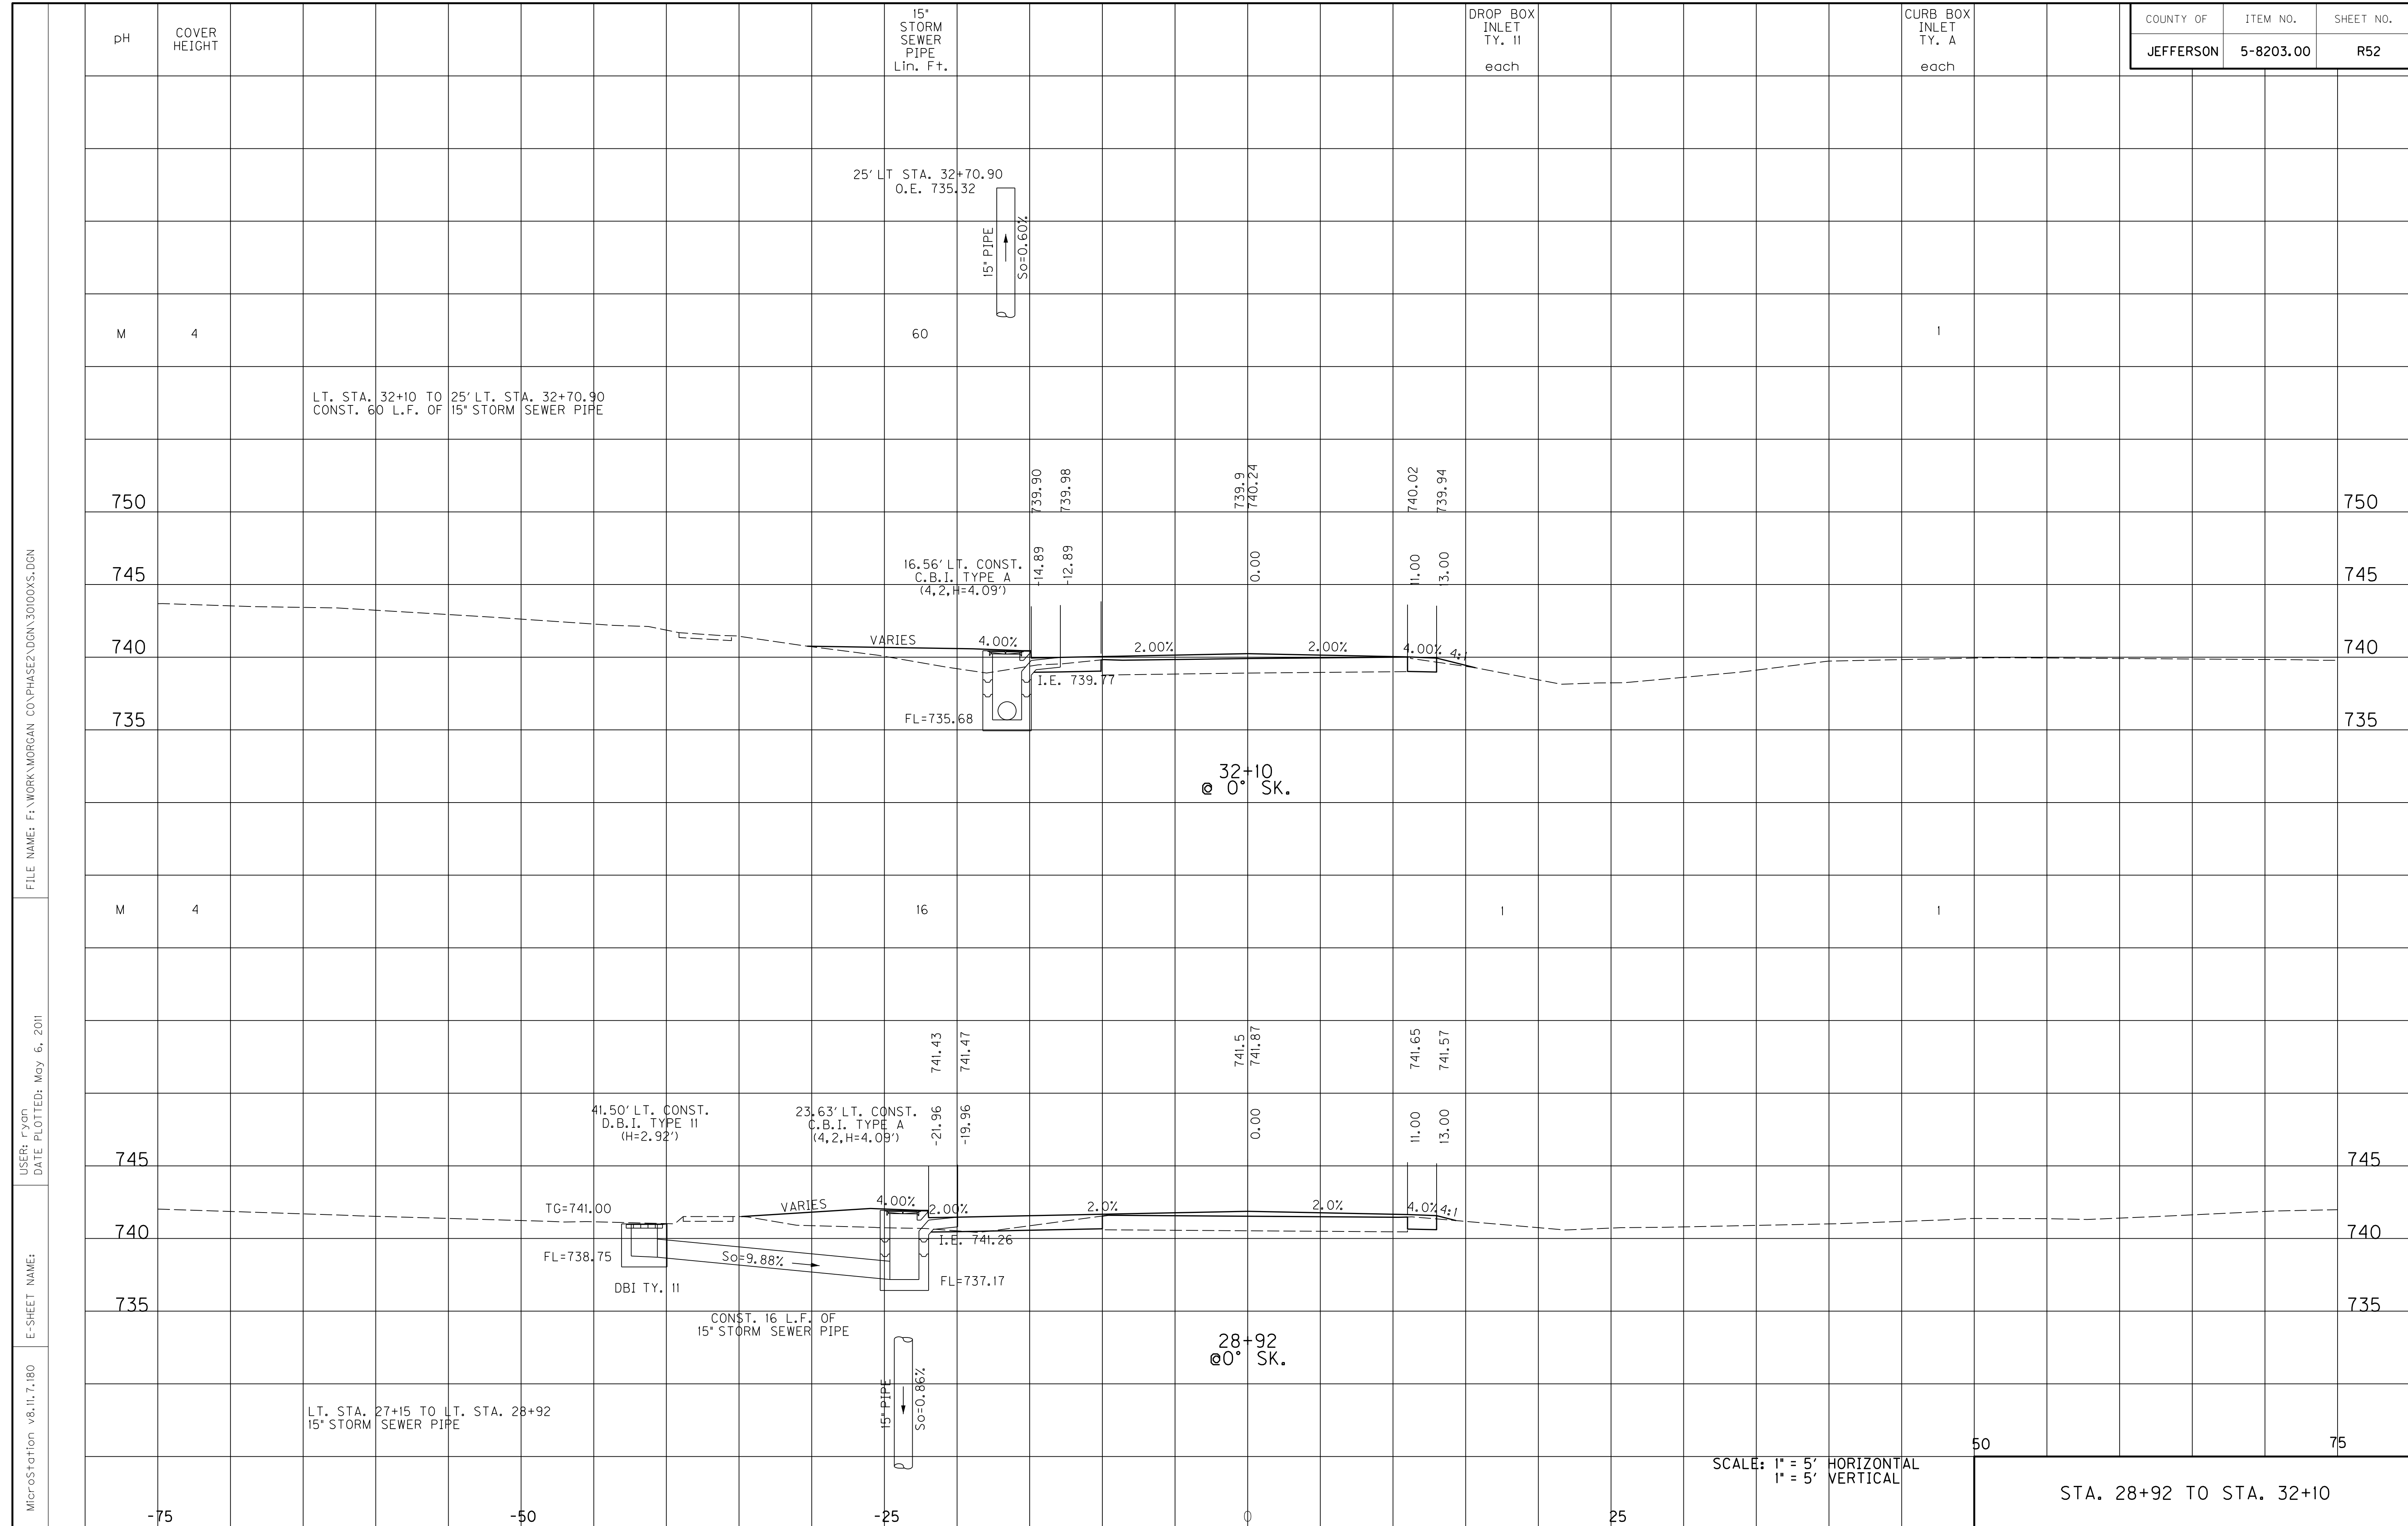 pH
COVER
HEIGHT
15"
STORM
SEWER
PIPE
Lin. Ft.
DROP BOX
INLET
TY. 11
each
CURB BOX
INLET
TY. A
each
COUNTY OF
ITEM NO.
SHEET NO.
JEFFERSON
5-8203.00
R52
25' LT STA. 32+70.90
O.E. 735.32
15" PIPE
So=0.60%
M
4
60
1
LT. STA. 32+10 TO 25' LT. STA. 32+70.90
CONST. 60 L.F. OF 15" STORM SEWER PIPE
739.90
739.98
739.9
740.24
740.02
739.94
750
750
-14.89
-12.89
0.00
11.00
13.00
745
745
16.56' LT. CONST.
C.B.I. TYPE A
(4,2,H=4.09')
VARIES
4.00%
2.00%
2.00%
4.00%
4:1
740
740
I.E. 739.77
FL=735.68
735
735
32+10
@ 0° SK.
M
4
16
1
1
741.43
741.47
741.5
741.87
741.65
741.57
41.50' LT. CONST.
D.B.I. TYPE 11
(H=2.92')
23.63' LT. CONST.
C.B.I. TYPE A
(4,2,H=4.09')
-21.96
-19.96
0.00
11.00
13.00
745
745
TG=741.00
VARIES
4.00%
2.00%
2.0%
2.0%
4.0%
4:1
740
740
I.E. 741.26
FL=738.75
So=9.88%
FL=737.17
DBI TY. 11
735
735
CONST. 16 L.F. OF
15" STORM SEWER PIPE
28+92
@0° SK.
15" PIPE
So=0.86%
LT. STA. 27+15 TO LT. STA. 28+92
15" STORM SEWER PIPE
50
75
SCALE: 1" = 5' HORIZONTAL
1" = 5' VERTICAL
STA. 28+92 TO STA. 32+10
-75
-50
-25
0
25
FILE NAME: F:\WORK\MORGAN CO\PHASE2\DGN\30100XS.DGN
USER: ryan
DATE PLOTTED: May 6, 2011
E-SHEET NAME:
MicroStation v8.11.7.180